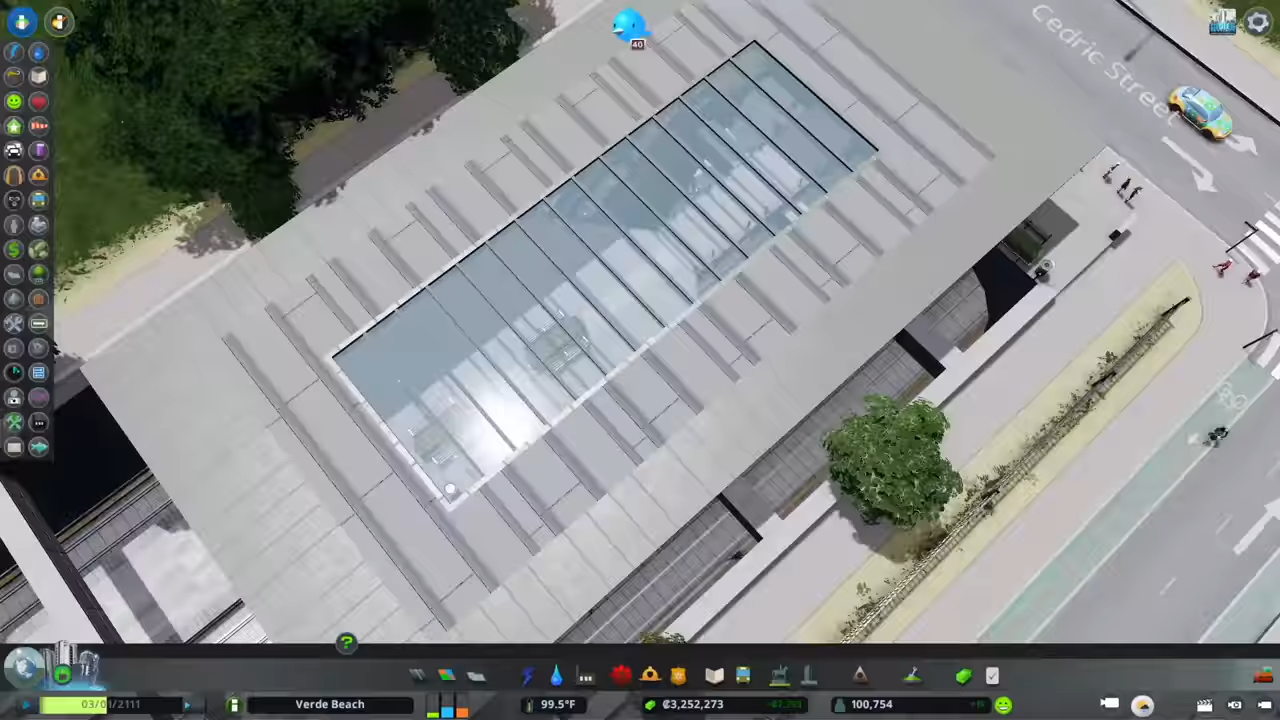 40
Cedric Street
?
Verde Beach
99.5°F
₡3,252,273
100,754